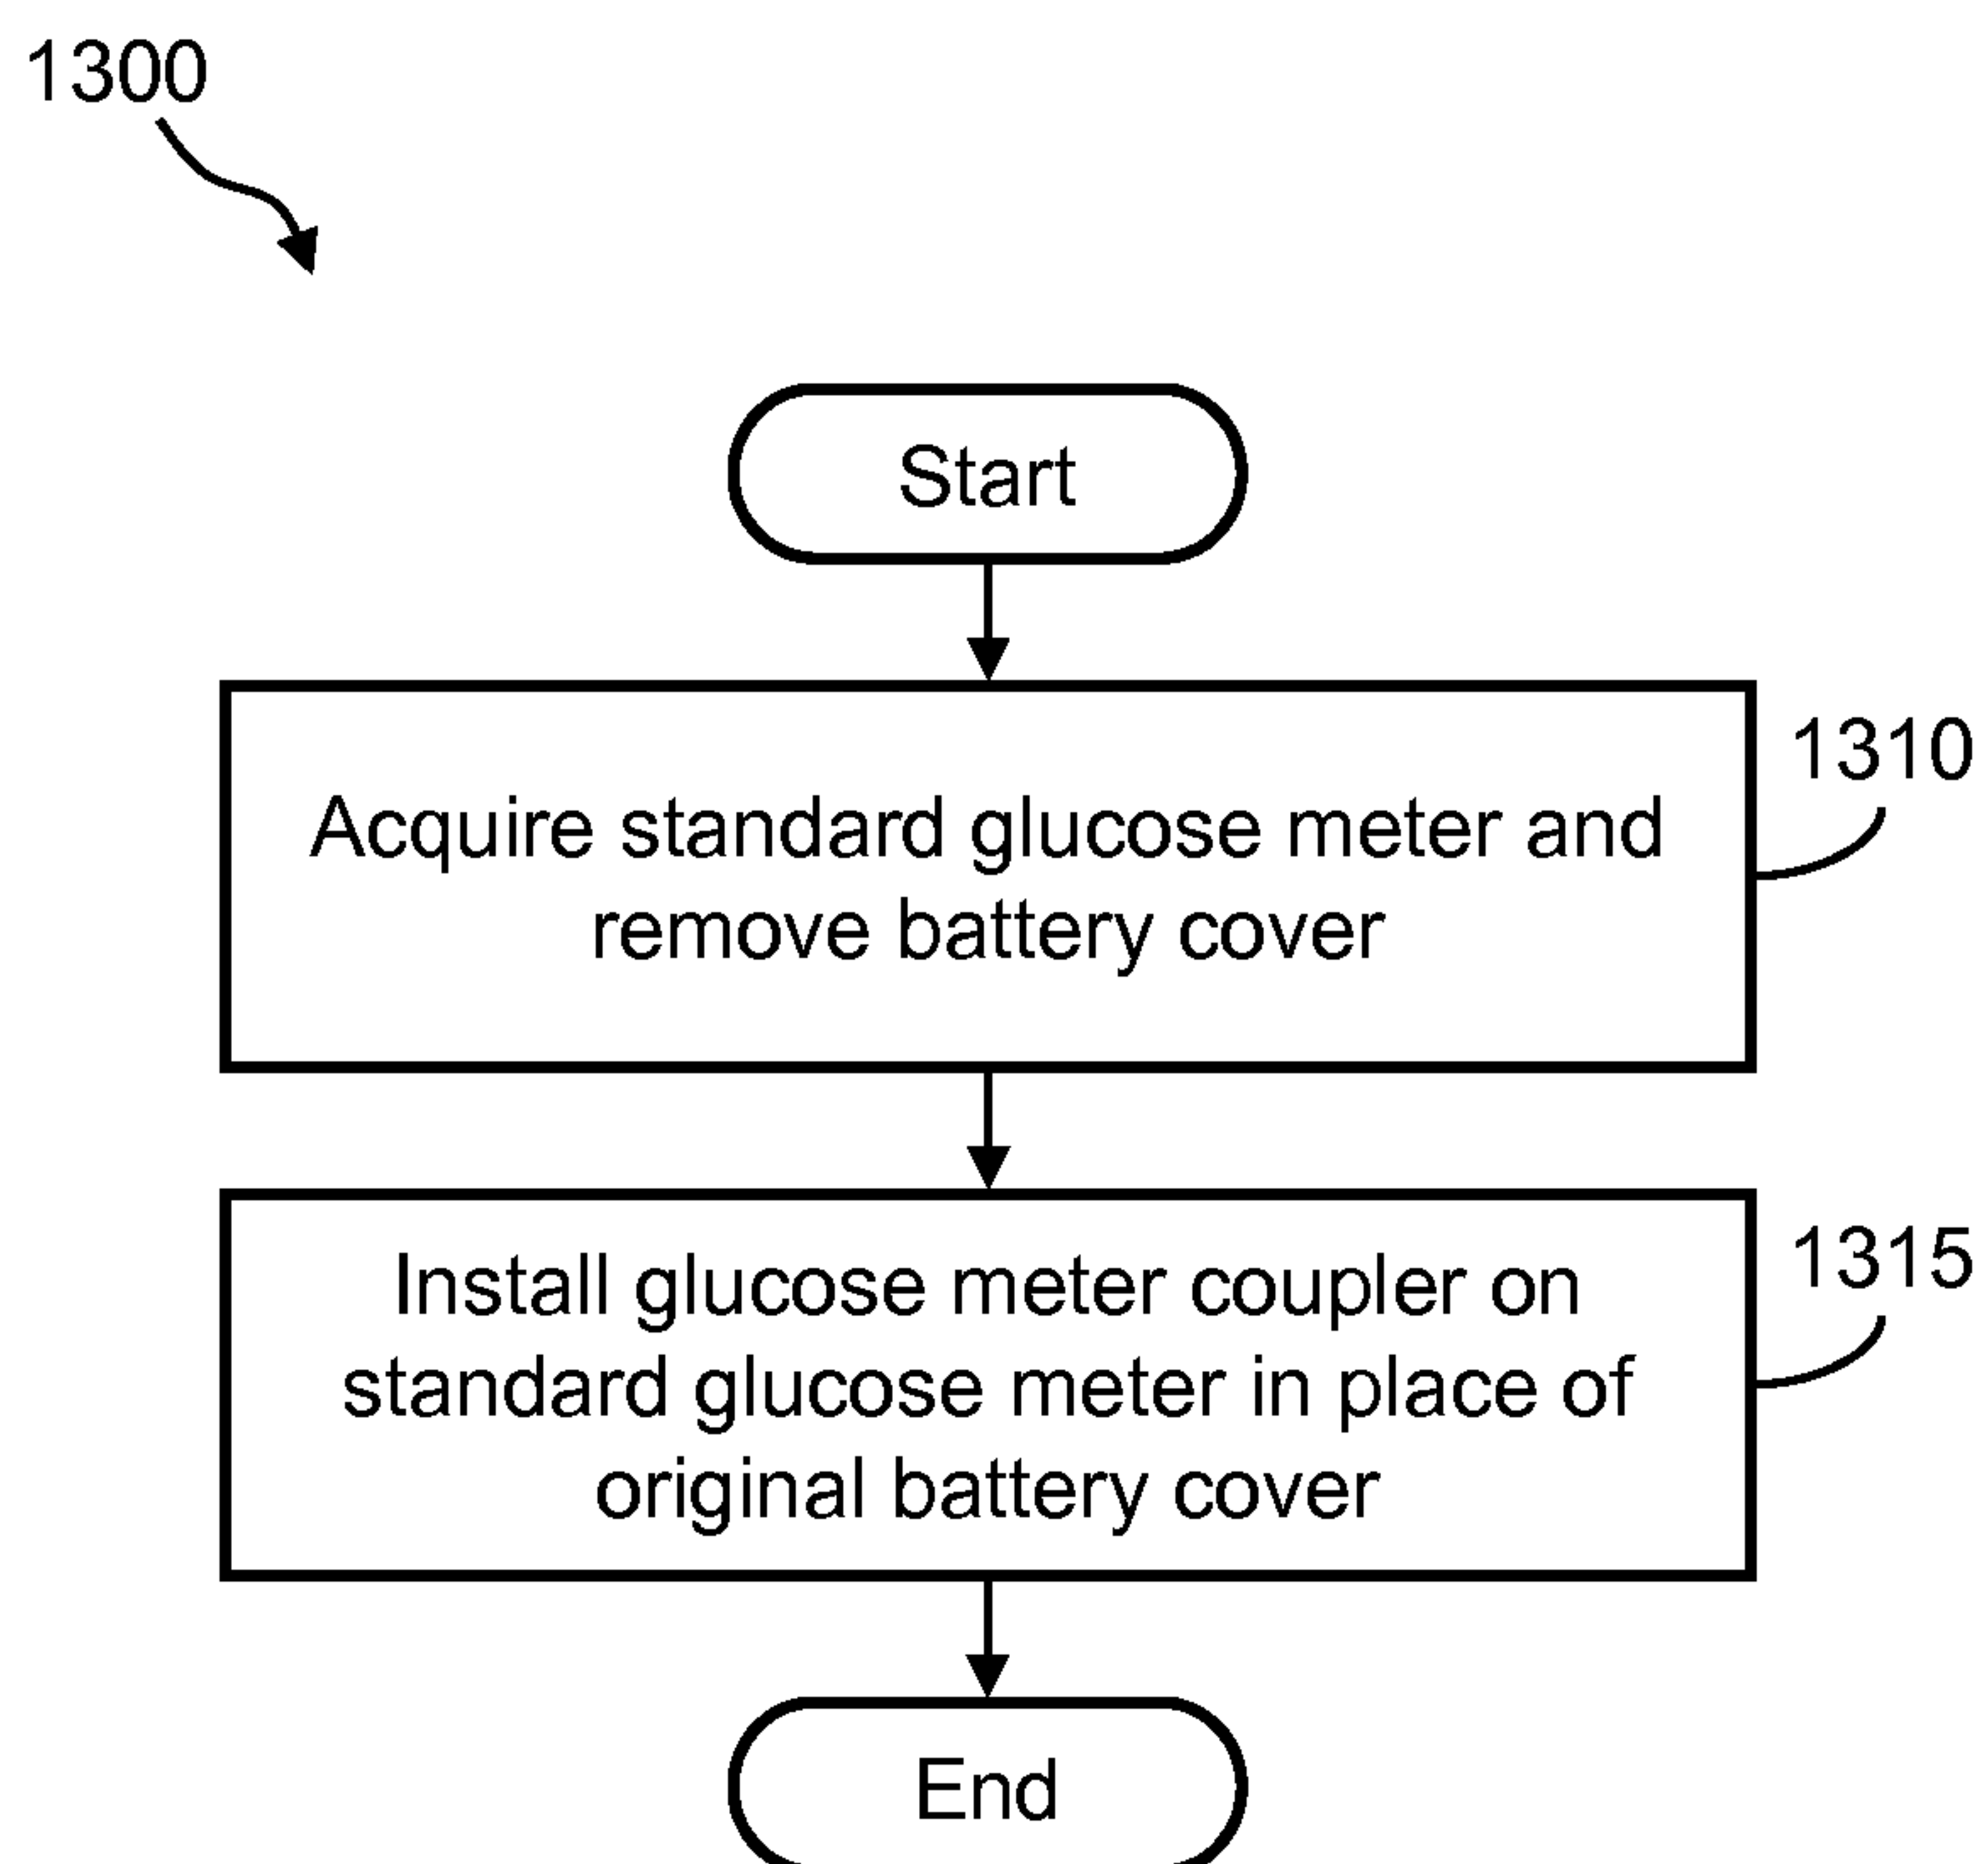 1300
Start
1310
Acquire standard glucose meter and
remove battery cover
1315
Install glucose meter coupler on
standard glucose meter in place of
original battery cover
End